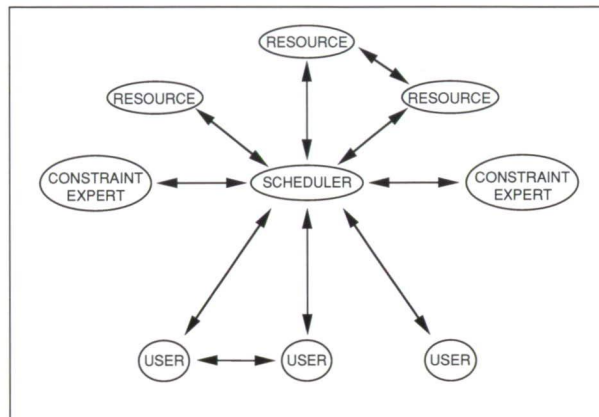 RESOURCE
RESOURCE
RESOURCE
CONSTRAINT
EXPERT
SCHEDULER
CONSTRAINT
EXPERT
USER
USER
USER